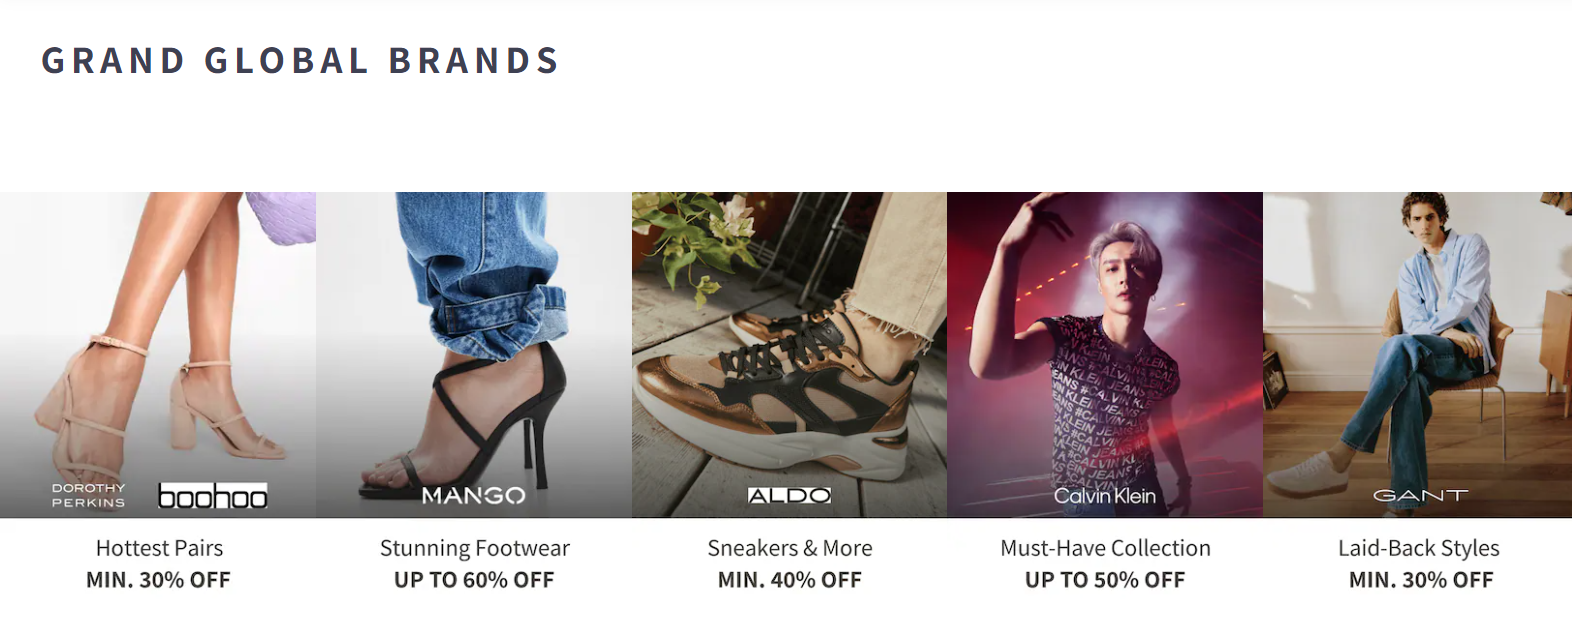 GRAND GLOBAL BRANDS
DOROTHY
PERKINS
boohoo
MANGO
ALDO
Calvin Klein
GANT
Hottest Pairs
MIN. 30% OFF
Stunning Footwear
UP TO 60% OFF
Sneakers & More
MIN. 40% OFF
Must-Have Collection
UP TO 50% OFF
Laid-Back Styles
MIN. 30% OFF